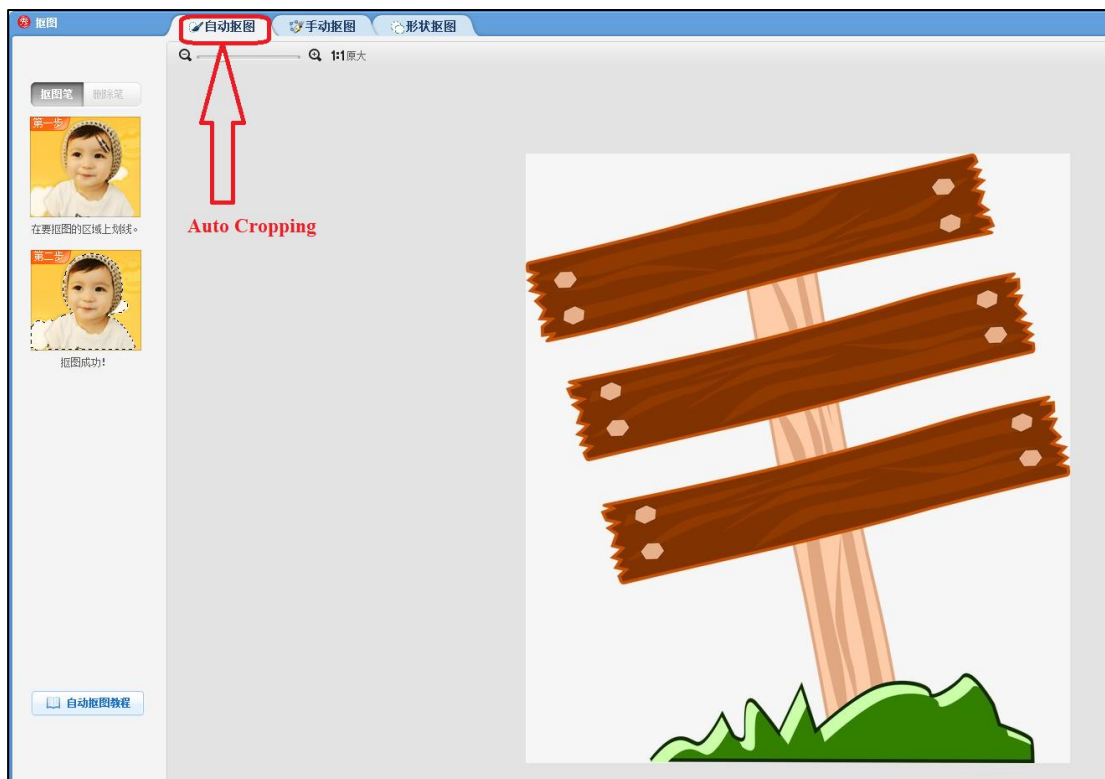 抠图
自动抠图
手动抠图
形状抠图
1:1原大
抠图笔
删除笔
第一步
在要抠图的区域上划线。
第二步
抠图成功!
Auto Cropping
自动抠图教程